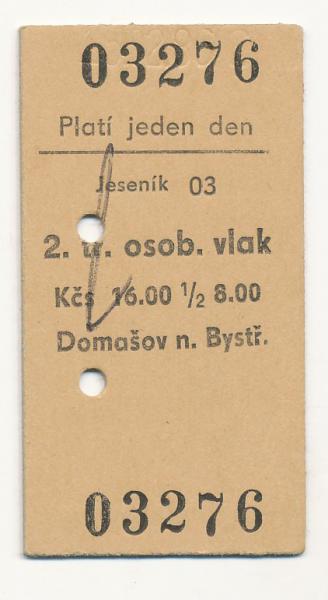 03276
Platí jeden den
Jeseník 03
2. tř. osob. vlak
Kčs 16.00 ½ 8.00
Domašov n. Bystř.
03276